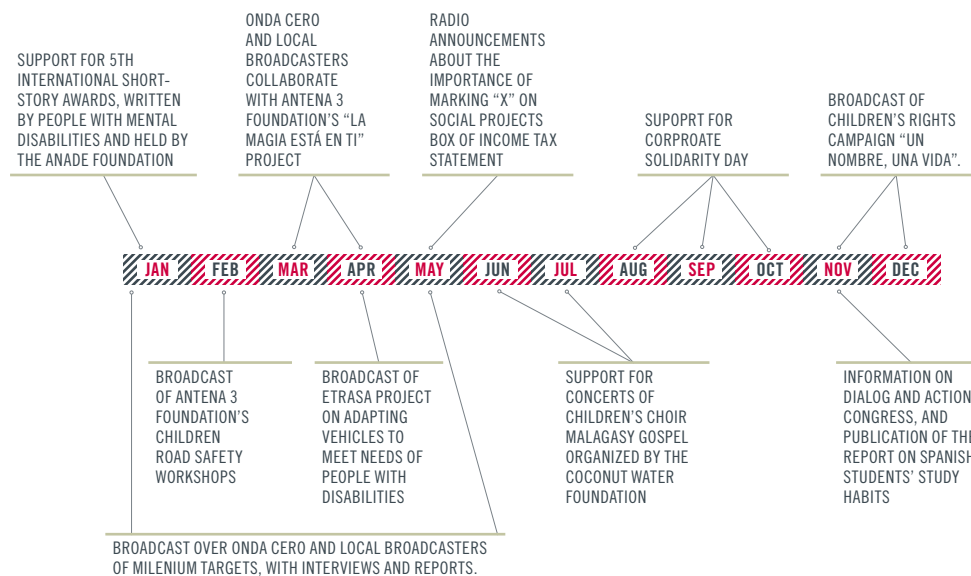 SUPPORT FOR 5TH
INTERNATIONAL SHORT-
STORY AWARDS, WRITTEN
BY PEOPLE WITH MENTAL
DISABILITIES AND HELD BY
THE ANADE FOUNDATION
ONDA CERO
AND LOCAL
BROADCASTERS
COLLABORATE
WITH ANTENA 3
FOUNDATION'S “LA
MAGIA ESTÁ EN TI”
PROJECT
RADIO
ANNOUNCEMENTS
ABOUT THE
IMPORTANCE OF
MARKING “X” ON
SOCIAL PROJECTS
BOX OF INCOME TAX
STATEMENT
SUPOPRT FOR
CORPROATE
SOLIDARITY DAY
BROADCAST OF
CHILDREN'S RIGHTS
CAMPAIGN “UN
NOMBRE, UNA VIDA”.
JAN FEB MAR APR MAY JUN JUL AUG SEP OCT NOV DEC
BROADCAST
OF ANTENA 3
FOUNDATION'S
CHILDREN
ROAD SAFETY
WORKSHOPS
BROADCAST OF
ETRASA PROJECT
ON ADAPTING
VEHICLES TO
MEET NEEDS OF
PEOPLE WITH
DISABILITIES
SUPPORT FOR
CONCERTS OF
CHILDREN'S CHOIR
MALAGASY GOSPEL
ORGANIZED BY THE
COCONUT WATER
FOUNDATION
INFORMATION ON
DIALOG AND ACTION
CONGRESS, AND
PUBLICATION OF THE
REPORT ON SPANISH
STUDENTS' STUDY
HABITS
BROADCAST OVER ONDA CERO AND LOCAL BROADCASTERS
OF MILENIUM TARGETS, WITH INTERVIEWS AND REPORTS.